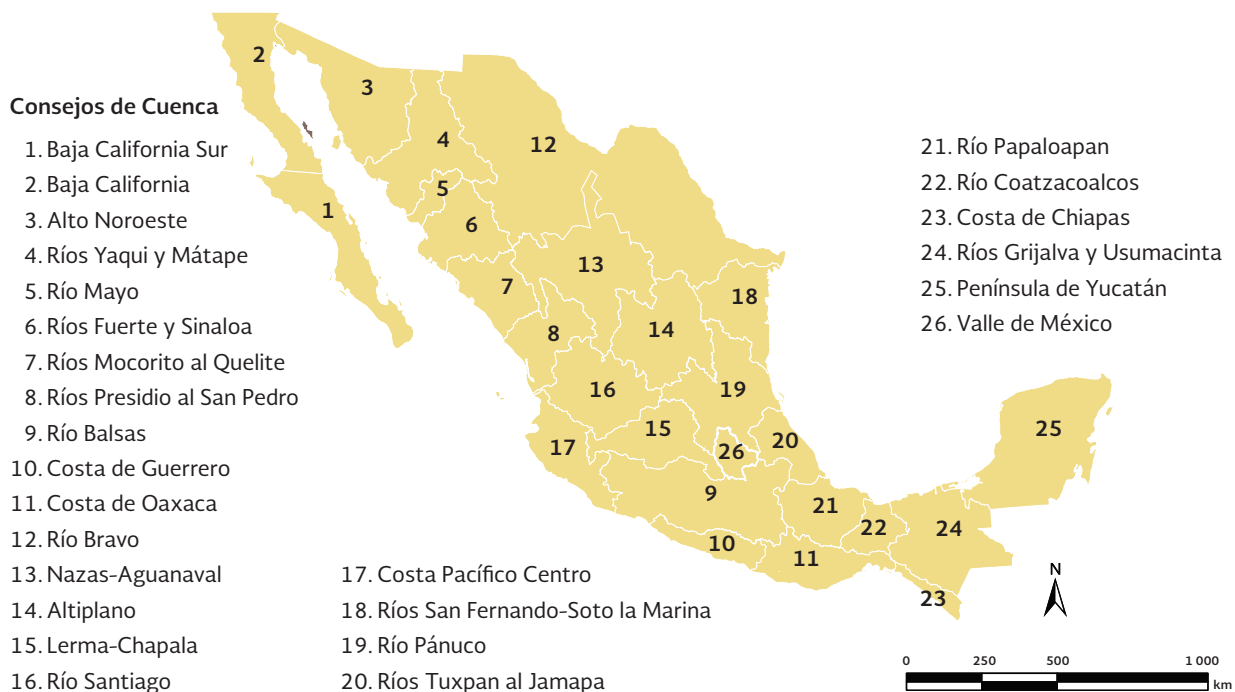 Consejos de Cuenca
1. Baja California Sur
2. Baja California
3. Alto Noroeste
4. Ríos Yaqui y Mátape
5. Río Mayo
6. Ríos Fuerte y Sinaloa
7. Ríos Mocorito al Quelite
8. Ríos Presidio al San Pedro
9. Río Balsas
10. Costa de Guerrero
11. Costa de Oaxaca
12. Río Bravo
13. Nazas-Aguanaval
14. Altiplano
15. Lerma-Chapala
16. Río Santiago
17. Costa Pacífico Centro
18. Ríos San Fernando-Soto la Marina
19. Río Pánuco
20. Ríos Tuxpan al Jamapa
21. Río Papaloapan
22. Río Coatzacoalcos
23. Costa de Chiapas
24. Ríos Grijalva y Usumacinta
25. Península de Yucatán
26. Valle de México
2
3
4
12
5
1
6
13
7
18
8
14
16
19
15
25
17
20
26
9
21
22
24
10
11
23
N
0 250 500 1 000
km